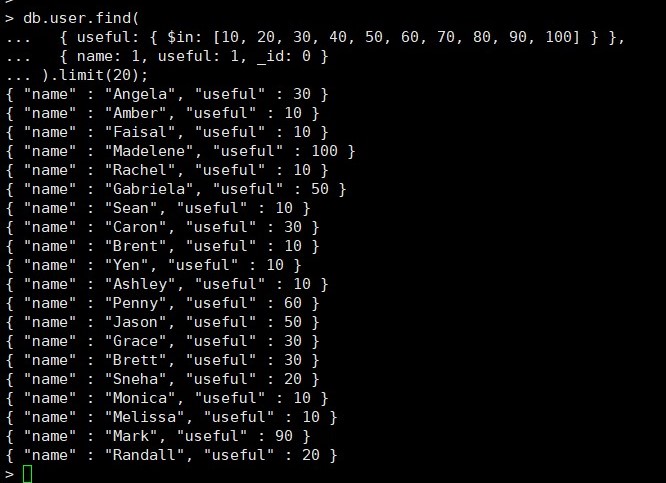 >
> db.user.find(
...   { useful: { $in: [10, 20, 30, 40, 50, 60, 70, 80, 90, 100] } },
...   { name: 1, useful: 1, _id: 0 }
... ).limit(20);
{ "name" : "Angela", "useful" : 30 }
{ "name" : "Amber", "useful" : 10 }
{ "name" : "Faisal", "useful" : 10 }
{ "name" : "Madelene", "useful" : 100 }
{ "name" : "Rachel", "useful" : 10 }
{ "name" : "Gabriela", "useful" : 50 }
{ "name" : "Sean", "useful" : 10 }
{ "name" : "Caron", "useful" : 30 }
{ "name" : "Brent", "useful" : 10 }
{ "name" : "Yen", "useful" : 10 }
{ "name" : "Ashley", "useful" : 10 }
{ "name" : "Penny", "useful" : 60 }
{ "name" : "Jason", "useful" : 50 }
{ "name" : "Grace", "useful" : 30 }
{ "name" : "Brett", "useful" : 30 }
{ "name" : "Sneha", "useful" : 20 }
{ "name" : "Monica", "useful" : 10 }
{ "name" : "Melissa", "useful" : 10 }
{ "name" : "Mark", "useful" : 90 }
{ "name" : "Randall", "useful" : 20 }
>